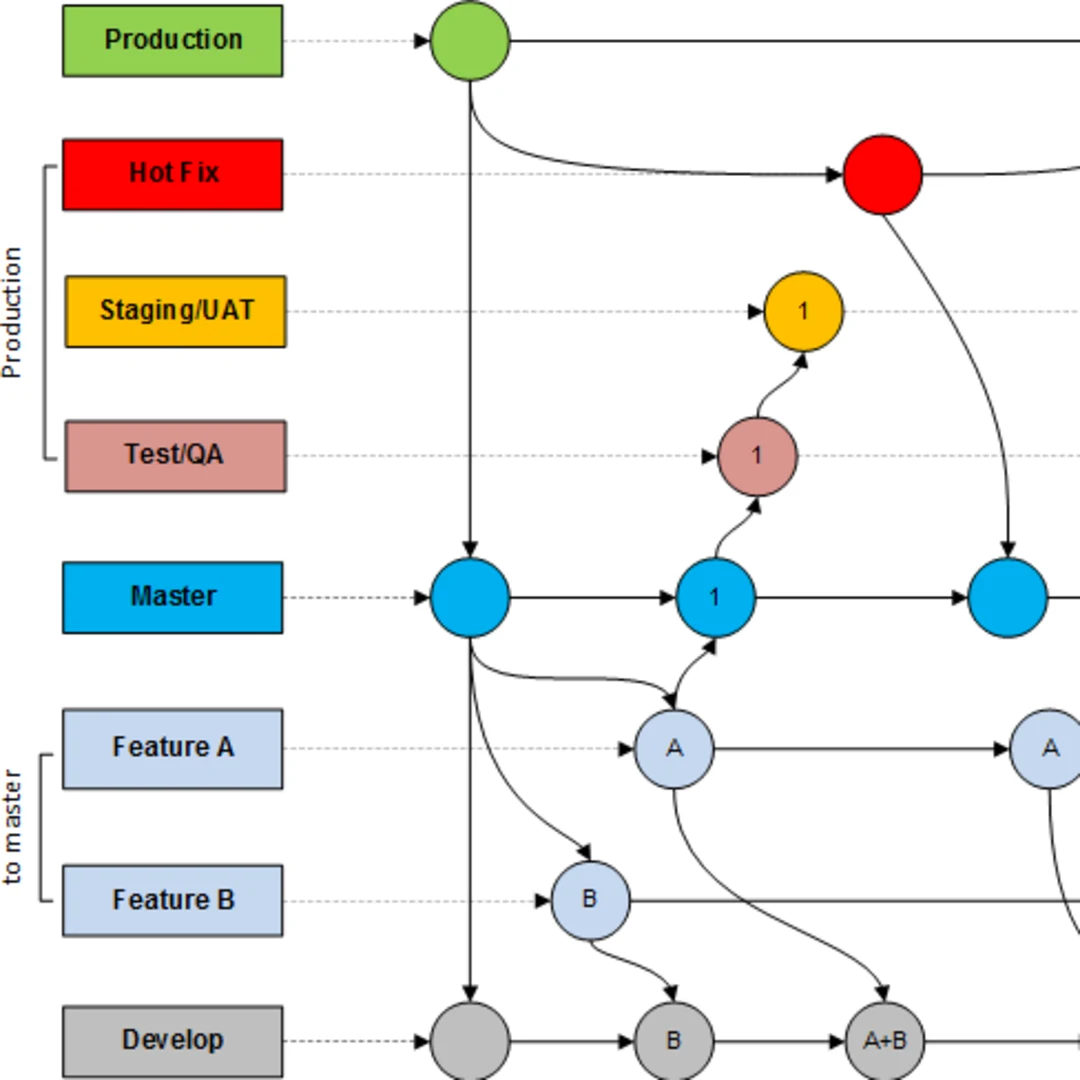 Production
Hot Fix
Production
Staging/UAT
1
Test/QA
1
Master
1
Feature A
A
A
to master
Feature B
B
Develop
B
A+B